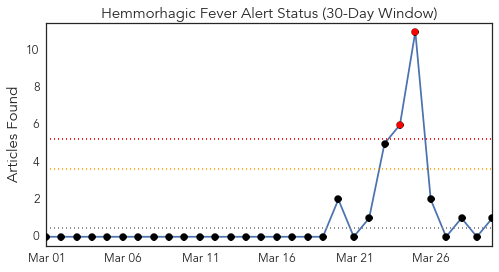 Hemmorhagic Fever Alert Status (30-Day Window)
Articles Found
10
8
6
4
2
0
Mar 01 Mar 06 Mar 11 Mar 16 Mar 21 Mar 26